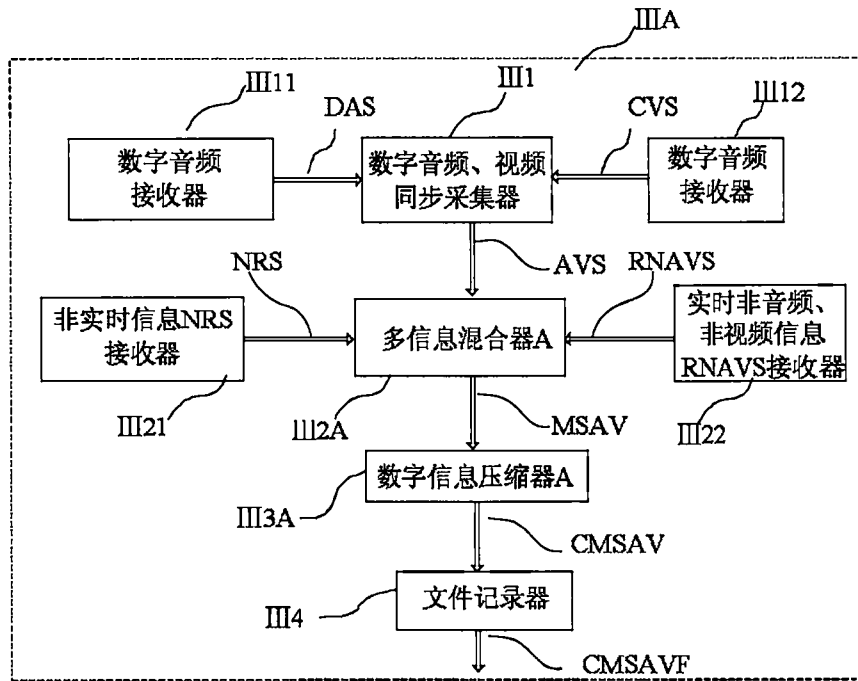 ⅢA
Ⅲ11
DAS
Ⅲ1
CVS
Ⅲ12
数字音频
接收器
数字音频、视频
同步采集器
数字音频
接收器
NRS
AVS
RNAVS
非实时信息NRS
接收器
多信息混合器A
实时非音频、
非视频信息
RNAVS接收器
Ⅲ21
Ⅲ2A
MSAV
Ⅲ22
数字信息压缩器A
Ⅲ3A
CMSAV
文件记录器
Ⅲ4
CMSAVF